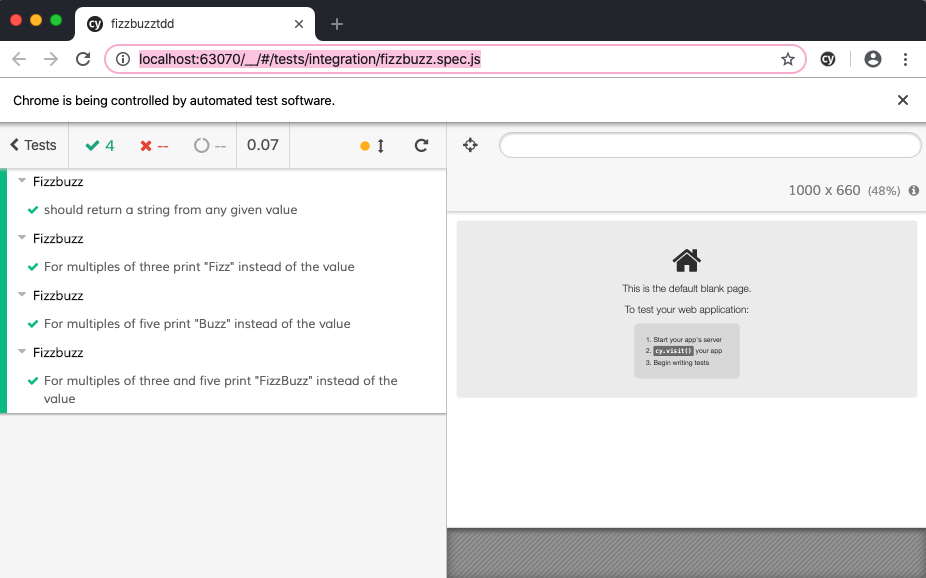 cy fizzbuzztdd
localhost:63070/__/#/tests/integration/fizzbuzz.spec.js
cy
Chrome is being controlled by automated test software.
Tests 4 -- -- 0.07
1000 x 660 (48%)
Fizzbuzz
should return a string from any given value
Fizzbuzz
For multiples of three print "Fizz" instead of the value
Fizzbuzz
For multiples of five print "Buzz" instead of the value
Fizzbuzz
For multiples of three and five print "FizzBuzz" instead of the
value
This is the default blank page.
To test your web application:
1. Start your app's server
2. cy.visit() your app
3. Begin writing tests